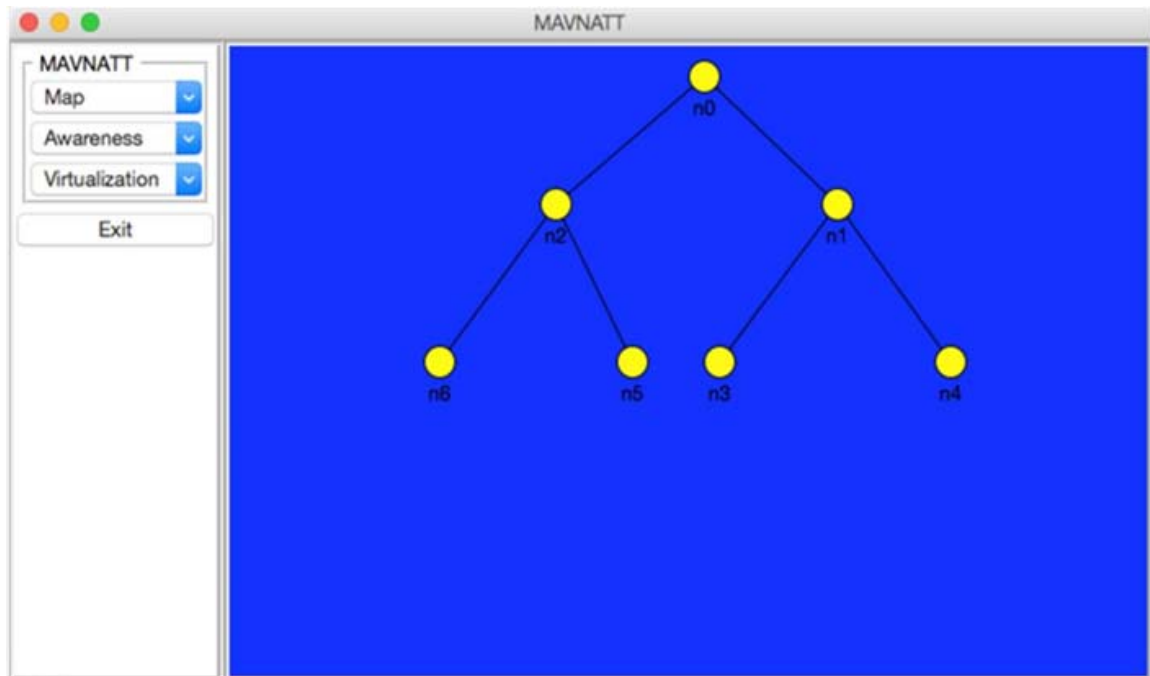 MAVNATT
MAVNATT
Map
Awareness
Virtualization
Exit
n0
n2
n1
n6
n5
n3
n4